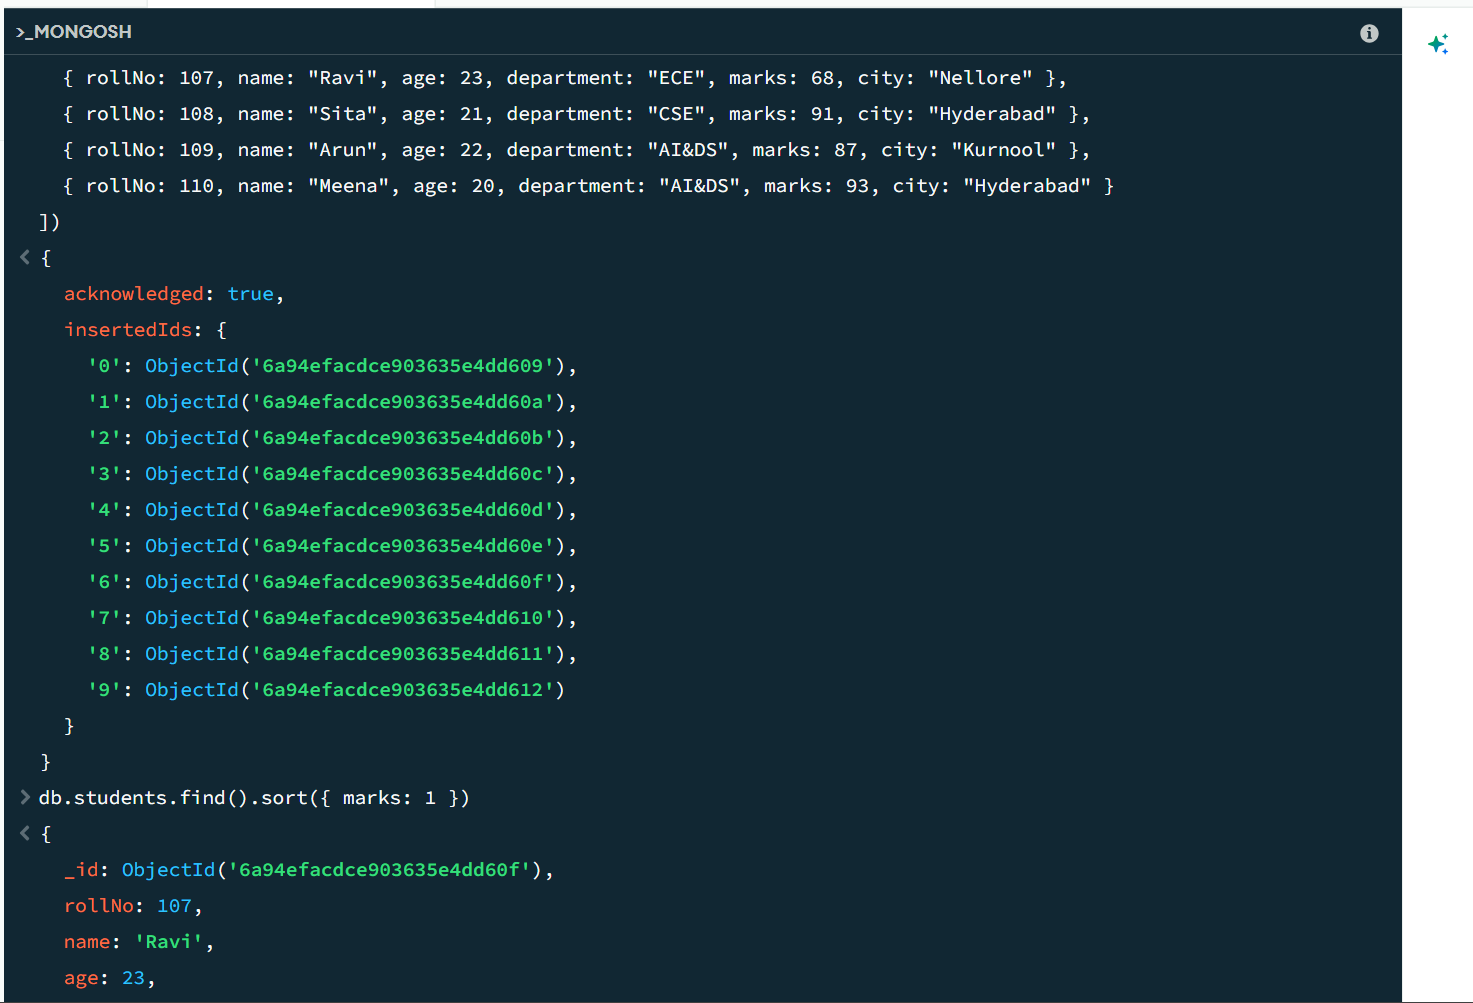 >_MONGOSH
{ rollNo: 107, name: "Ravi", age: 23, department: "ECE", marks: 68, city: "Nellore" },
{ rollNo: 108, name: "Sita", age: 21, department: "CSE", marks: 91, city: "Hyderabad" },
{ rollNo: 109, name: "Arun", age: 22, department: "AI&DS", marks: 87, city: "Kurnool" },
{ rollNo: 110, name: "Meena", age: 20, department: "AI&DS", marks: 93, city: "Hyderabad" }
])
< {
acknowledged: true,
insertedIds: {
'0': ObjectId('6a94efacdce903635e4dd609'),
'1': ObjectId('6a94efacdce903635e4dd60a'),
'2': ObjectId('6a94efacdce903635e4dd60b'),
'3': ObjectId('6a94efacdce903635e4dd60c'),
'4': ObjectId('6a94efacdce903635e4dd60d'),
'5': ObjectId('6a94efacdce903635e4dd60e'),
'6': ObjectId('6a94efacdce903635e4dd60f'),
'7': ObjectId('6a94efacdce903635e4dd610'),
'8': ObjectId('6a94efacdce903635e4dd611'),
'9': ObjectId('6a94efacdce903635e4dd612')
}
}
> db.students.find().sort({ marks: 1 })
< {
_id: ObjectId('6a94efacdce903635e4dd60f'),
rollNo: 107,
name: 'Ravi',
age: 23,